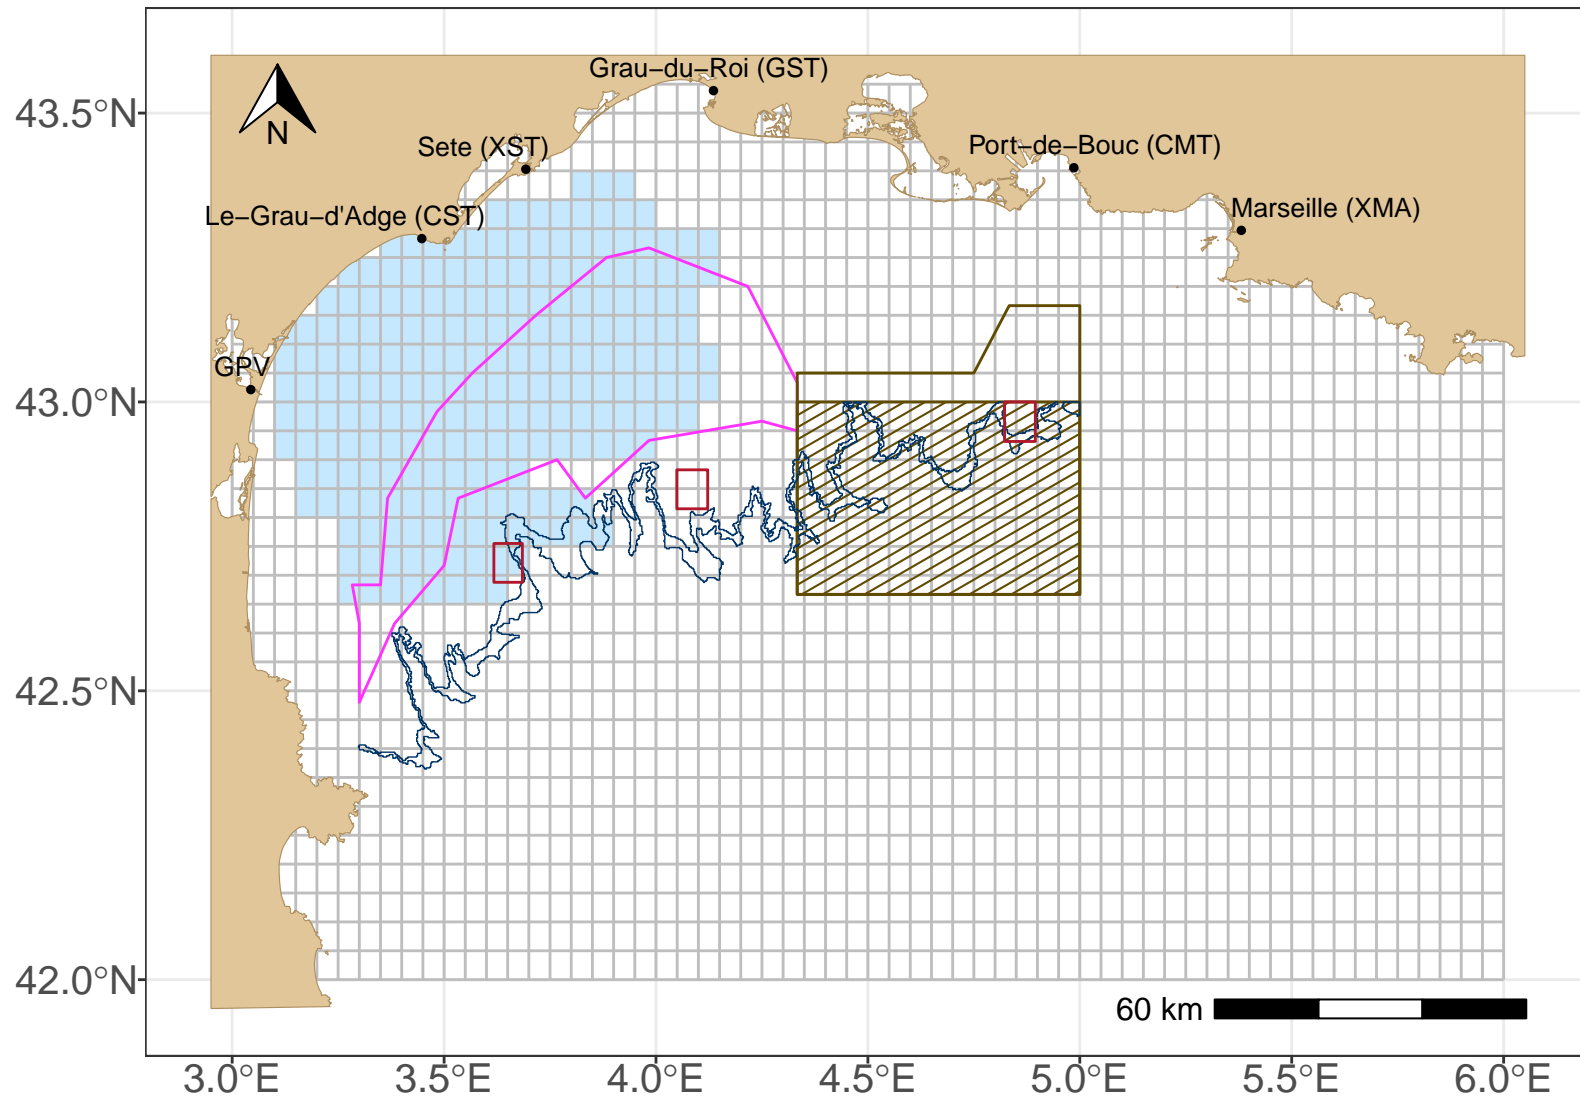 Grau−du−Roi (GST)
43.5°N
N
Sete (XST)
Port−de−Bouc (CMT)
Le−Grau−d'Adge (CST)
Marseille (XMA)
GPV
43.0°N
42.5°N
42.0°N
60 km
3.0°E 3.5°E 4.0°E 4.5°E 5.0°E 5.5°E 6.0°E